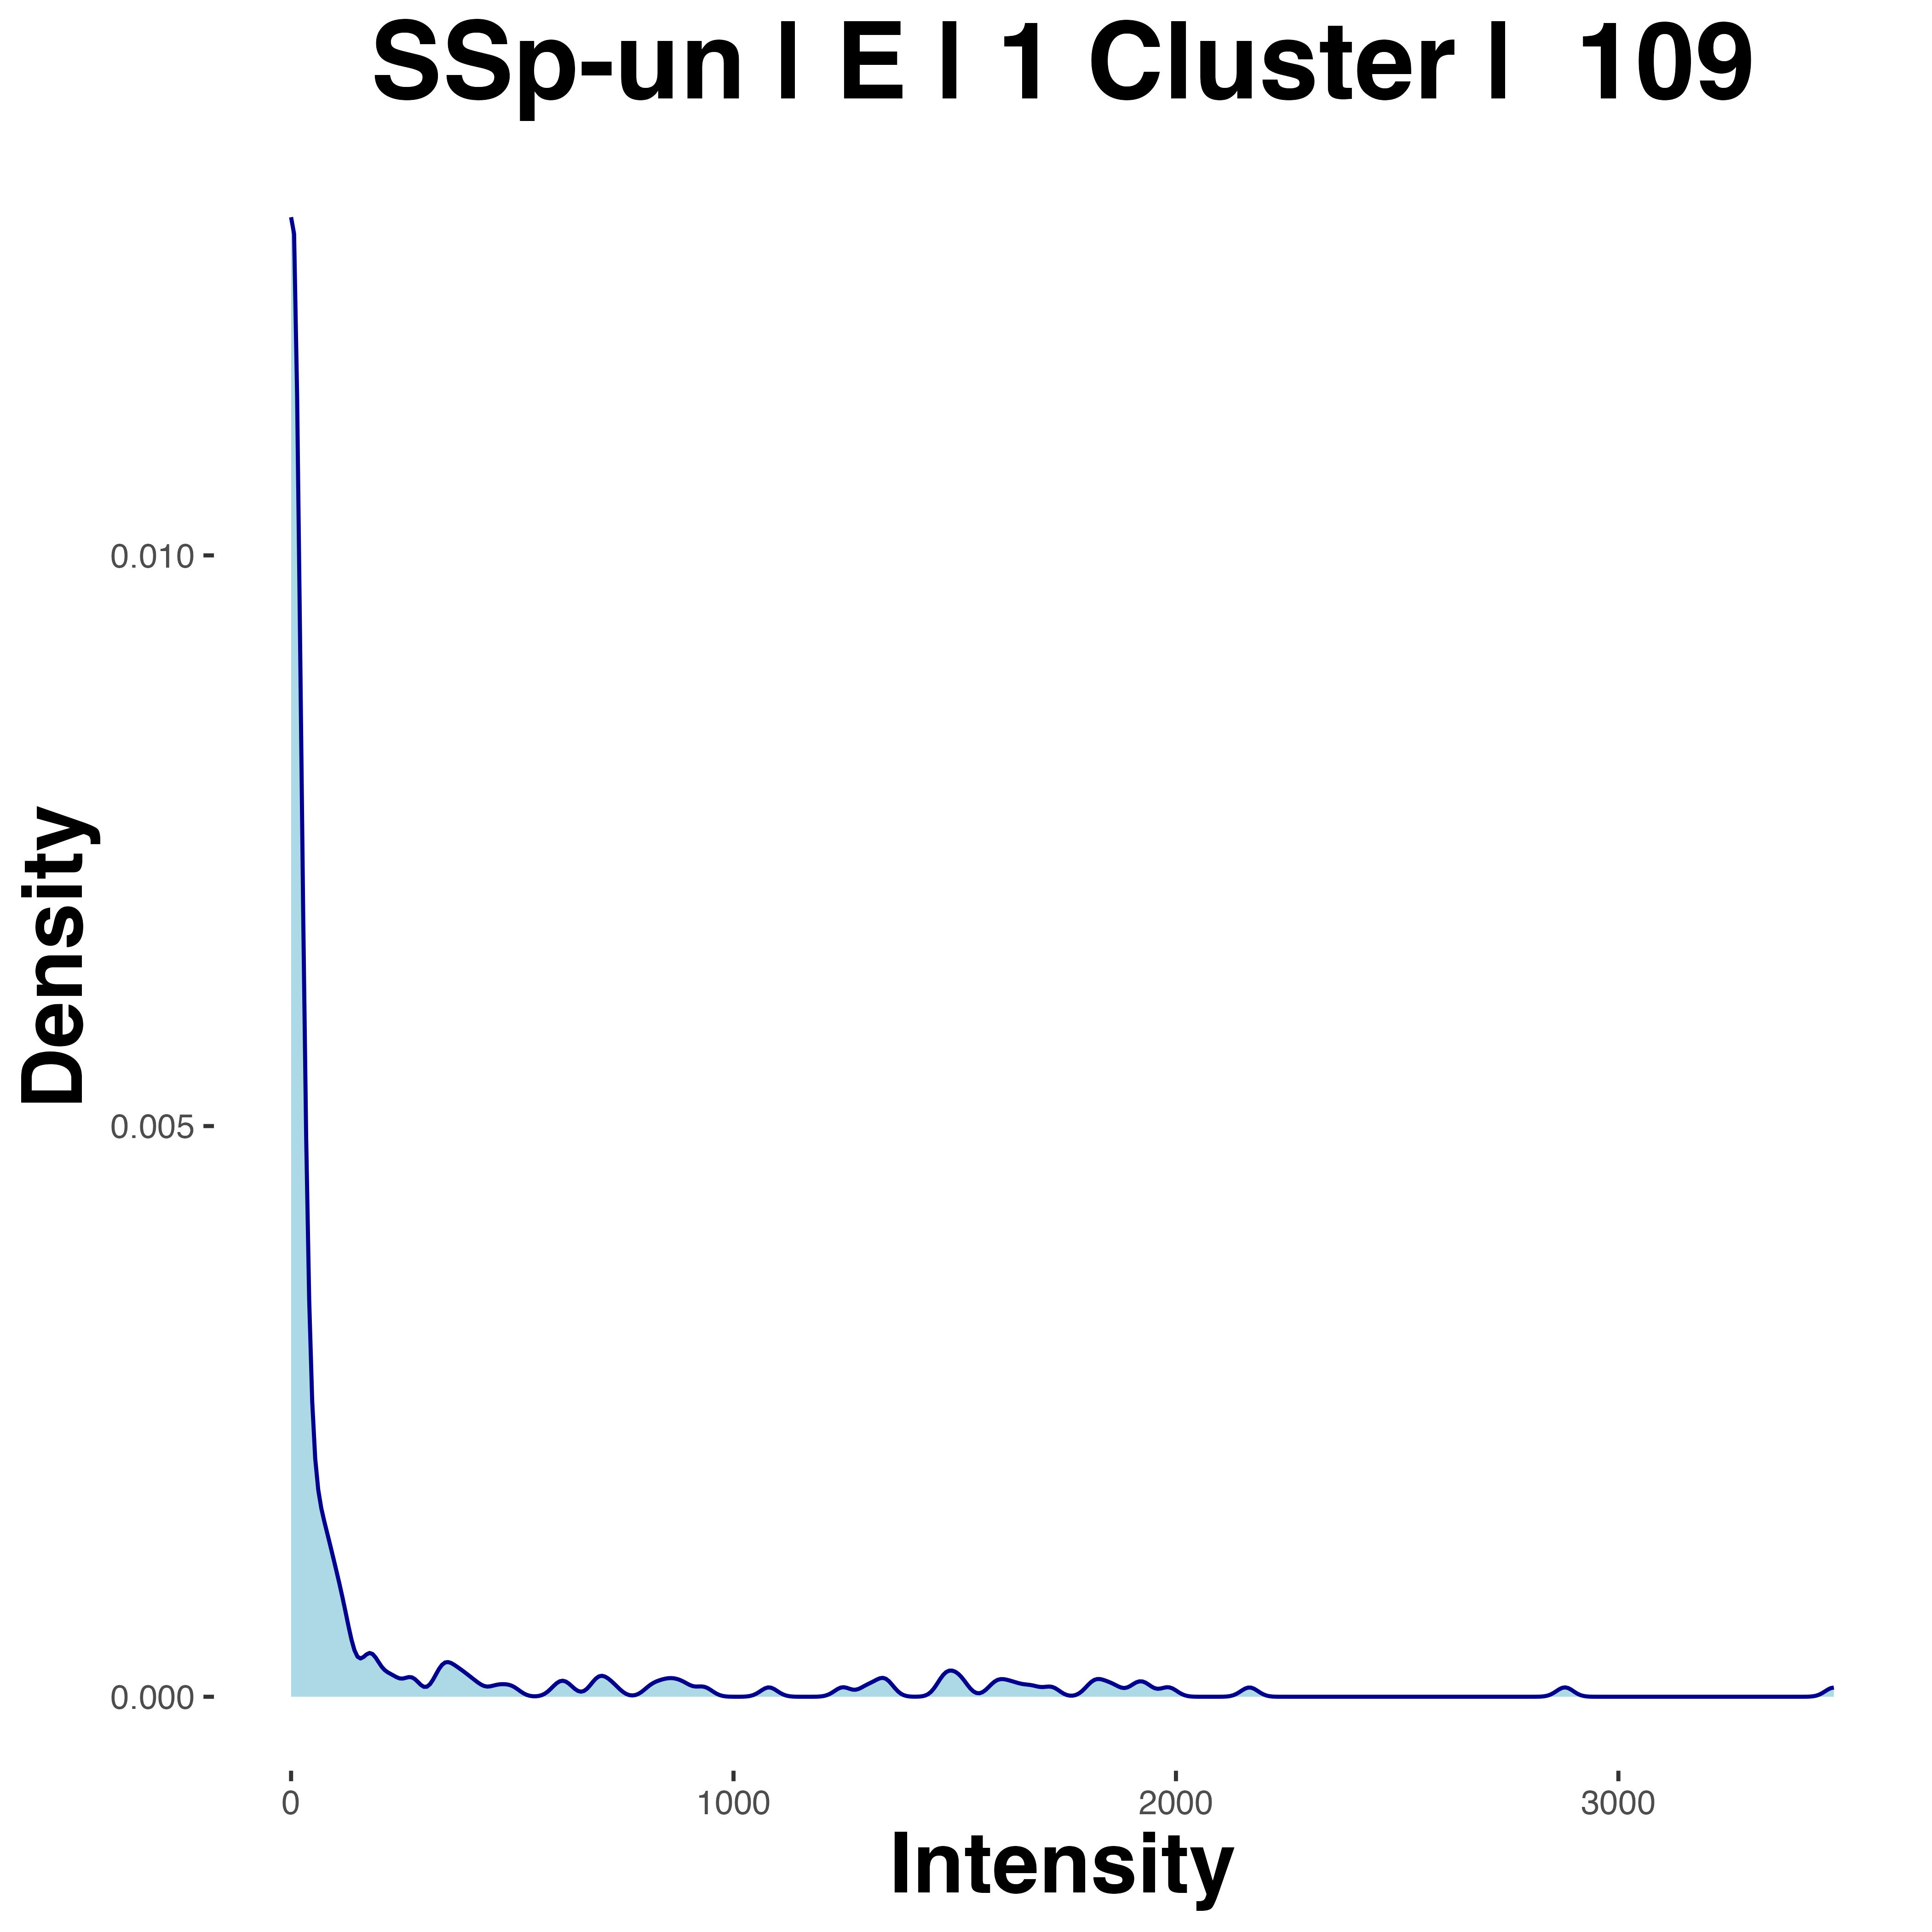 SSp-un | E | 1 Cluster | 109
0.010
0.005
0.000
Density
0 1000 2000 3000
Intensity